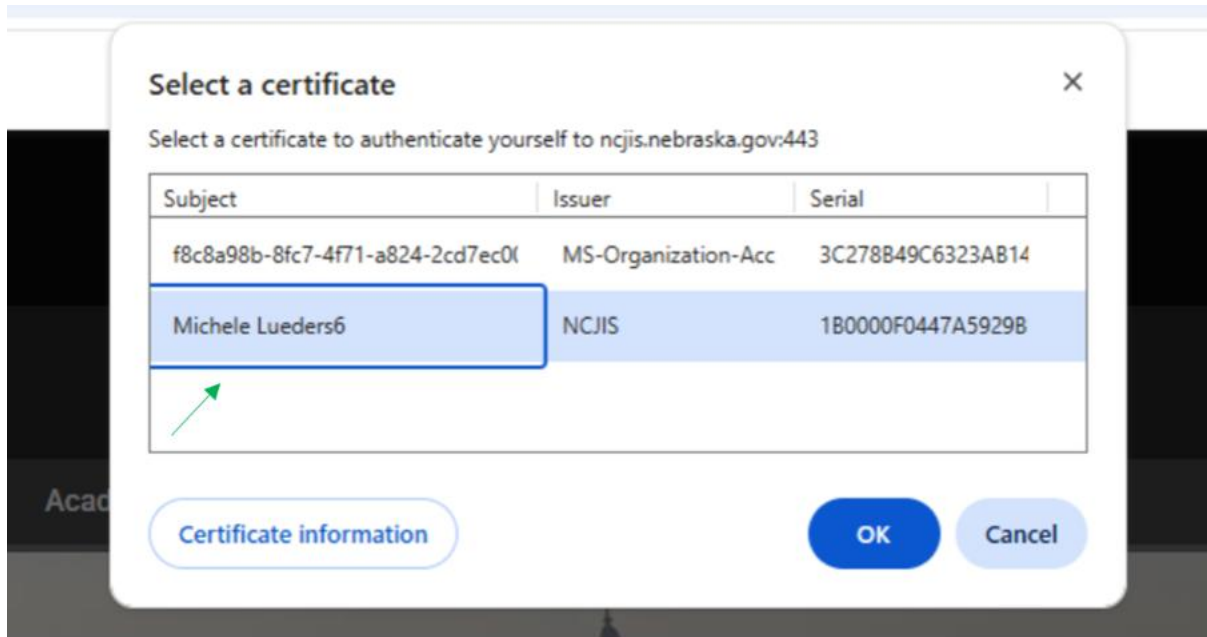 Select a certificate
Select a certificate to authenticate yourself to ncjis.nebraska.gov:443
Subject Issuer Serial
f8c8a98b-8fc7-4f71-a824-2cd7ec0( MS-Organization-Acc 3C278B49C6323AB14
Michele Lueders6 NCJIS 1B0000F0447A5929B
Acad
Certificate information OK Cancel